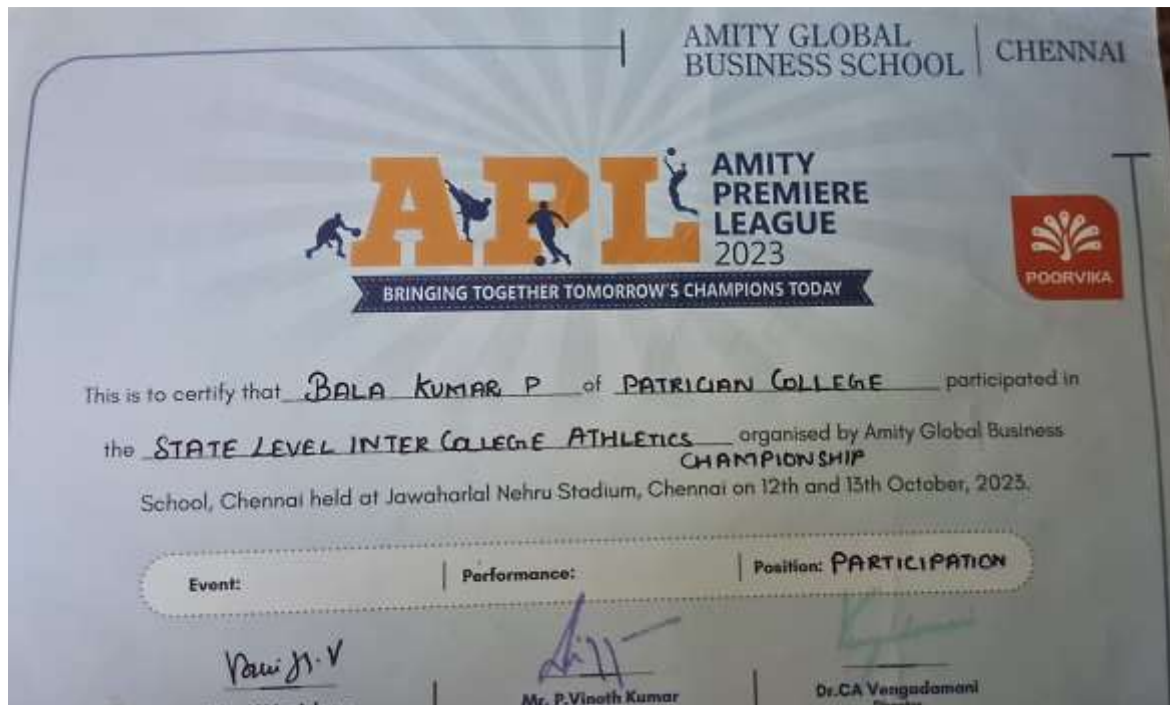 AMITY GLOBAL
BUSINESS SCHOOL
CHENNAI
APL
AMITY
PREMIERE
LEAGUE
2023
BRINGING TOGETHER TOMORROW'S CHAMPIONS TODAY
POORVIKA
This is to certify that BALA KUMAR P of PATRICIAN COLLEGE participated in
the STATE LEVEL INTER COLLEGE ATHLETICS organised by Amity Global Business
CHAMPIONSHIP
School, Chennai held at Jawaharlal Nehru Stadium, Chennai on 12th and 13th October, 2023.
Event: Performance: Position: PARTICIPATION
Mr. P.Vinoth Kumar Dr.CA Vengadamani
Director